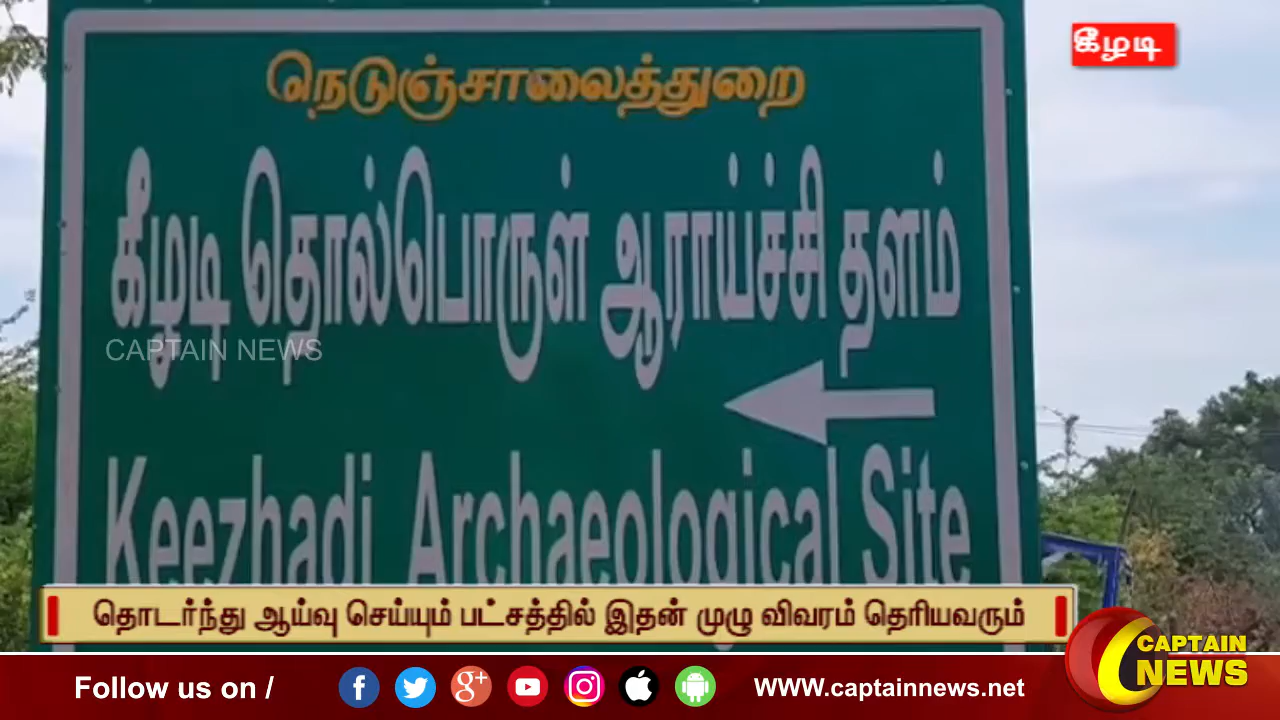 கீழடி
நெடுஞ்சாலைத்துறை
கீழடி தொல்பொருள் ஆராய்ச்சி தளம்
CAPTAIN NEWS
Keezhadi Archaeological Site
தொடர்ந்து ஆய்வு செய்யும் பட்சத்தில் இதன் முழு விவரம் தெரியவரும்
CAPTAIN
NEWS
Follow us on / WWW.captainnews.net